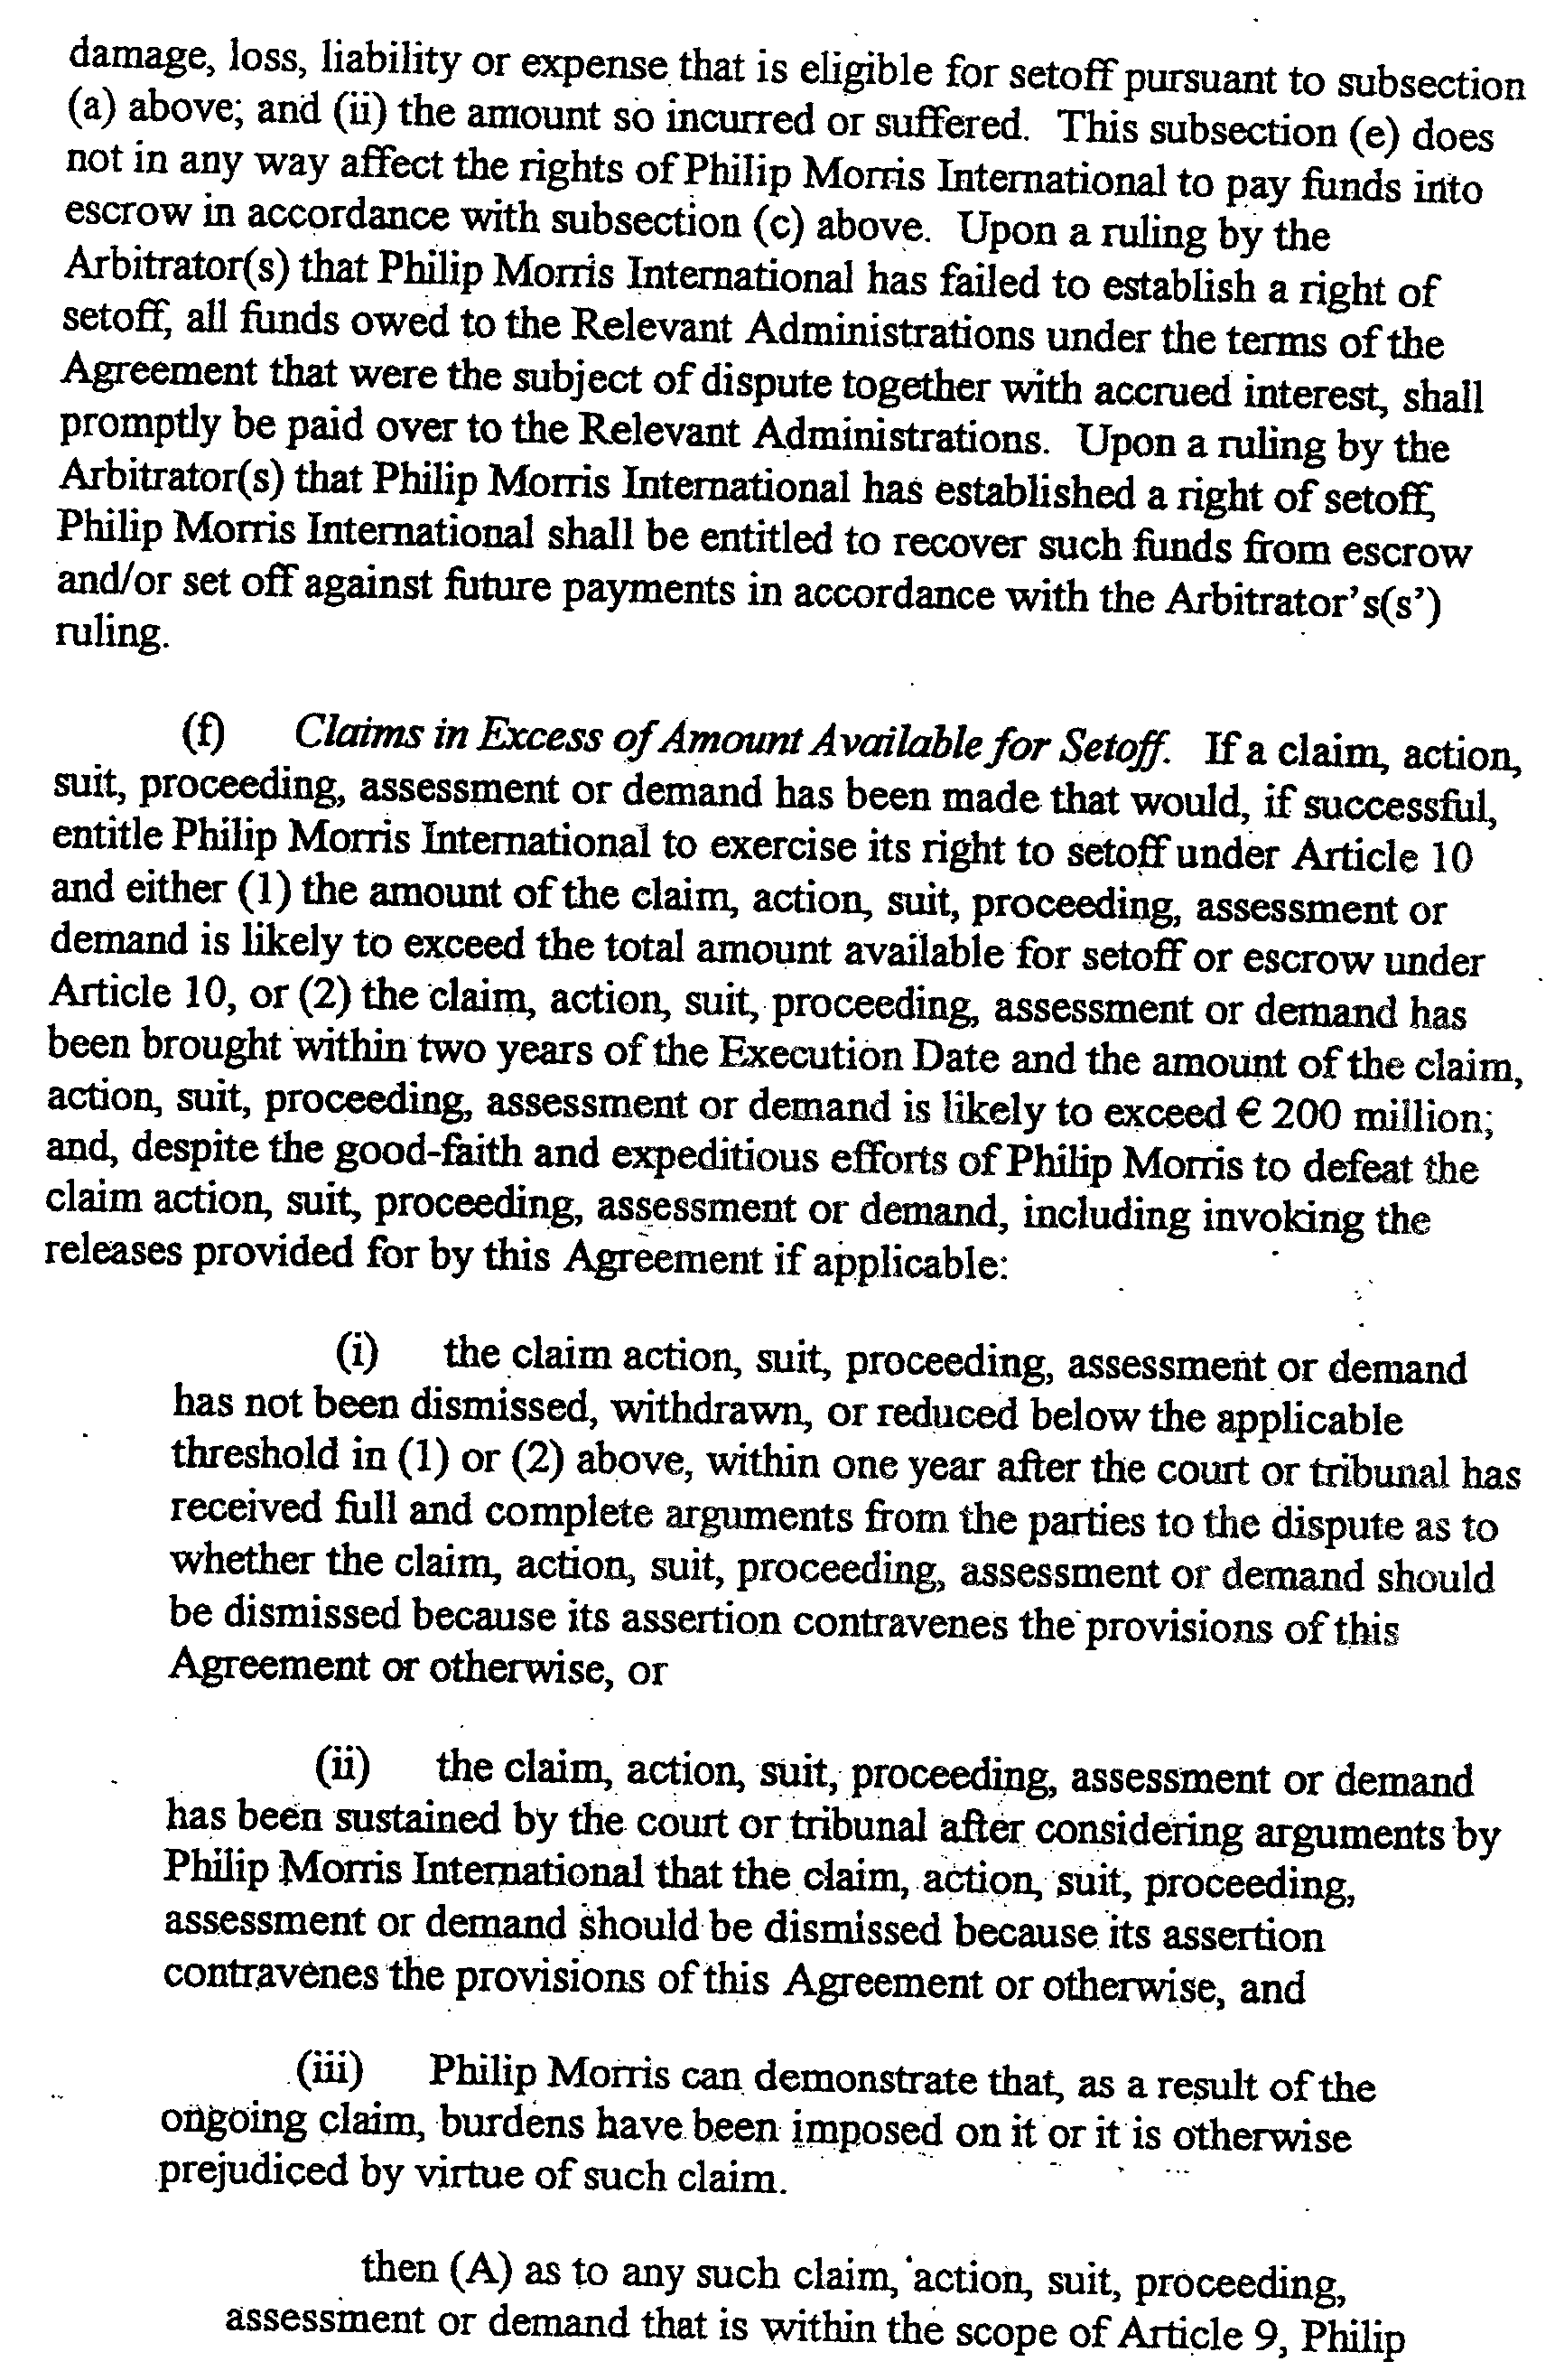 damage, loss, liability or expense that is eligible for setoff pursuant to subsection
(a) above; and (ii) the amount so incurred or suffered. This subsection (e) does
not in any way affect the rights of Philip Morris International to pay funds into
escrow in accordance with subsection (c) above. Upon a ruling by the
Arbitrator(s) that Philip Morris International has failed to establish a right of
setoff, all funds owed to the Relevant Administrations under the terms of the
Agreement that were the subject of dispute together with accrued interest, shall
promptly be paid over to the Relevant Administrations. Upon a ruling by the
Arbitrator(s) that Philip Morris International has established a right of setoff,
Philip Morris International shall be entitled to recover such funds from escrow
and/or set off against future payments in accordance with the Arbitrator's(s')
ruling.
(f) Claims in Excess of Amount Available for Setoff. If a claim, action,
suit, proceeding, assessment or demand has been made that would, if successful,
entitle Philip Morris International to exercise its right to setoff under Article 10
and either (1) the amount of the claim, action, suit, proceeding, assessment or
demand is likely to exceed the total amount available for setoff or escrow under
Article 10, or (2) the claim, action, suit, proceeding, assessment or demand has
been brought within two years of the Execution Date and the amount of the claim,
action, suit, proceeding, assessment or demand is likely to exceed € 200 million;
and, despite the good-faith and expeditious efforts of Philip Morris to defeat the
claim action, suit, proceeding, assessment or demand, including invoking the
releases provided for by this Agreement if applicable:
(i) the claim action, suit, proceeding, assessment or demand
has not been dismissed, withdrawn, or reduced below the applicable
threshold in (1) or (2) above, within one year after the court or tribunal has
received full and complete arguments from the parties to the dispute as to
whether the claim, action, suit, proceeding, assessment or demand should
be dismissed because its assertion contravenes the provisions of this
Agreement or otherwise, or
(ii) the claim, action, suit, proceeding, assessment or demand
has been sustained by the court or tribunal after considering arguments by
Philip Morris International that the claim, action, suit, proceeding,
assessment or demand should be dismissed because its assertion
contravenes the provisions of this Agreement or otherwise, and
(iii) Philip Morris can demonstrate that, as a result of the
ongoing claim, burdens have been imposed on it or it is otherwise
prejudiced by virtue of such claim.
then (A) as to any such claim, action, suit, proceeding,
assessment or demand that is within the scope of Article 9, Philip